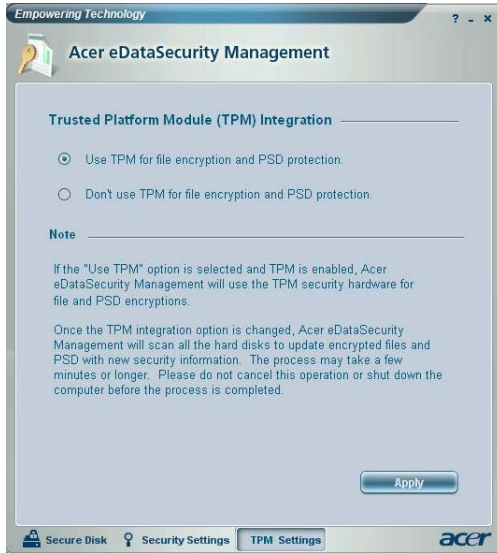 Empowering Technology
? - ×
Acer eDataSecurity Management
Trusted Platform Module (TPM) Integration
Use TPM for file encryption and PSD protection.
Don't use TPM for file encryption and PSD protection.
Note
If the "Use TPM" option is selected and TPM is enabled, Acer
eDataSecurity Management will use the TPM security hardware for
file and PSD encryptions.
Once the TPM integration option is changed, Acer eDataSecurity
Management will scan all the hard disks to update encrypted files and
PSD with new security information. The process may take a few
minutes or longer. Please do not cancel this operation or shut down the
computer before the process is completed.
Apply
Secure Disk Security Settings TPM Settings acer